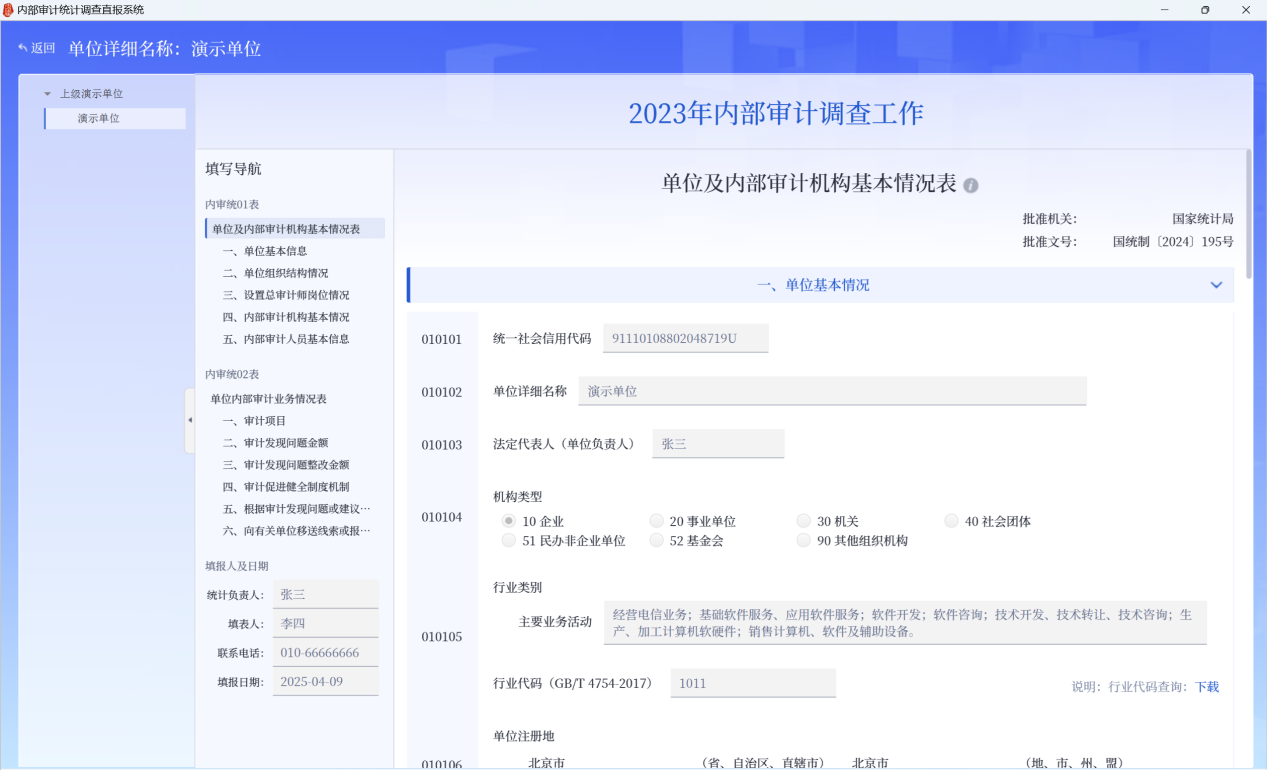 内部审计统计调查直报系统
返回 单位详细名称：演示单位
上级演示单位
演示单位
2023年内部审计调查工作
填写导航
内审统01表
单位及内部审计机构基本情况表
一、单位基本信息
二、单位组织结构情况
三、设置总审计师岗位情况
四、内部审计机构基本情况
五、内部审计人员基本信息
内审统02表
单位内部审计业务情况表
一、审计项目
二、审计发现问题金额
三、审计发现问题整改金额
四、审计促进健全制度机制
五、根据审计发现问题或建议…
六、向有关单位移送线索或报…
填报人及日期
统计负责人： 张三
填表人： 李四
联系电话： 010-66666666
填报日期： 2025-04-09
单位及内部审计机构基本情况表
批准机关： 国家统计局
批准文号： 国统制〔2024〕195号
一、单位基本情况
010101 统一社会信用代码 91110108802048719U
010102 单位详细名称 演示单位
010103 法定代表人（单位负责人） 张三
机构类型
010104
10 企业 20 事业单位 30 机关 40 社会团体
51 民办非企业单位 52 基金会 90 其他组织机构
行业类别
010105
主要业务活动 经营电信业务；基础软件服务、应用软件服务；软件开发；软件咨询；技术开发、技术转让、技术咨询；生
产、加工计算机软硬件；销售计算机、软件及辅助设备。
行业代码（GB/T 4754-2017） 1011 说明：行业代码查询：下载
单位注册地
010106 北京市 （省、自治区、直辖市） 北京市 （地、市、州、盟）